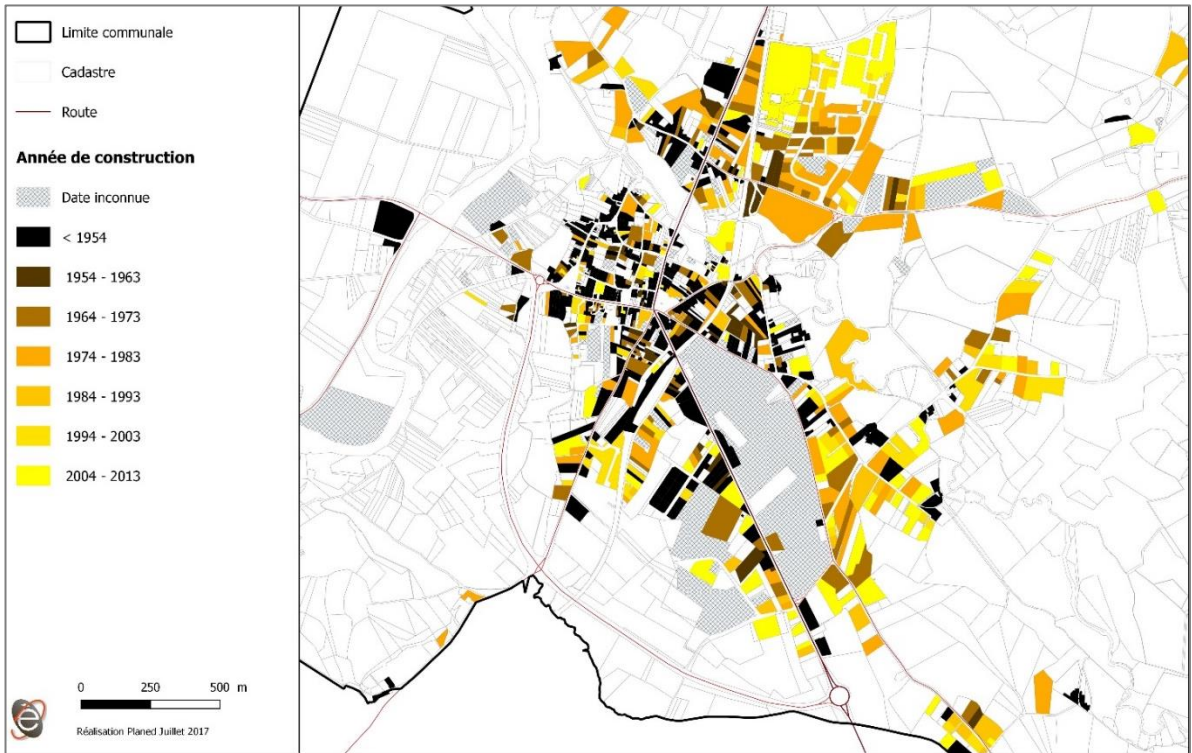 Limite communale
Cadastre
Route
Année de construction
Date inconnue
< 1954
1954 - 1963
1964 - 1973
1974 - 1983
1984 - 1993
1994 - 2003
2004 - 2013
0 250 500 m
Réalisation Planed Juillet 2017